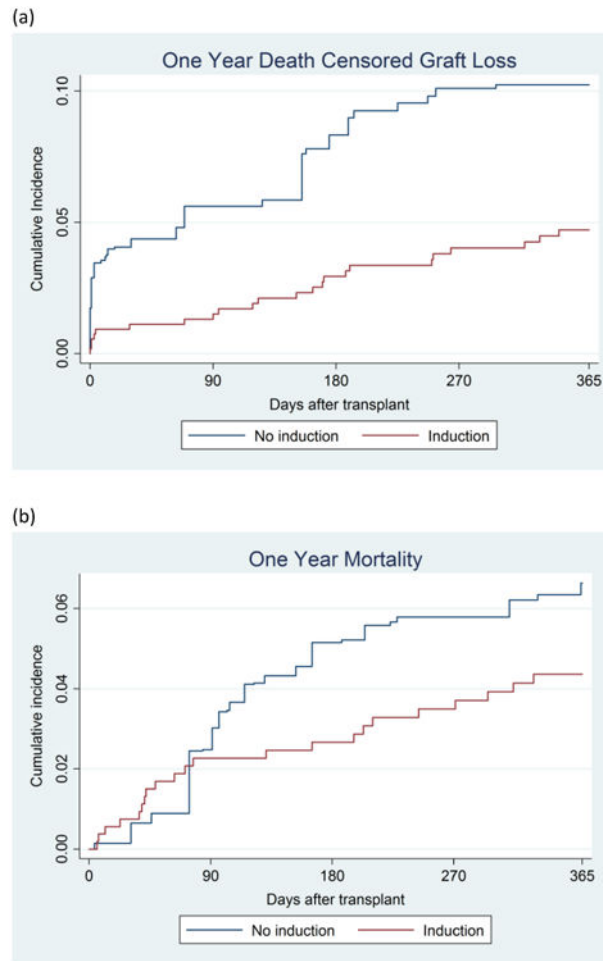 (a)
One Year Death Censored Graft Loss
Cumulative Incidence
0.10
0.05
0.00
0 90 180 270 365
Days after transplant
No induction Induction
(b)
One Year Mortality
Cumulative incidence
0.06
0.04
0.02
0.00
0 90 180 270 365
Days after transplant
No induction Induction